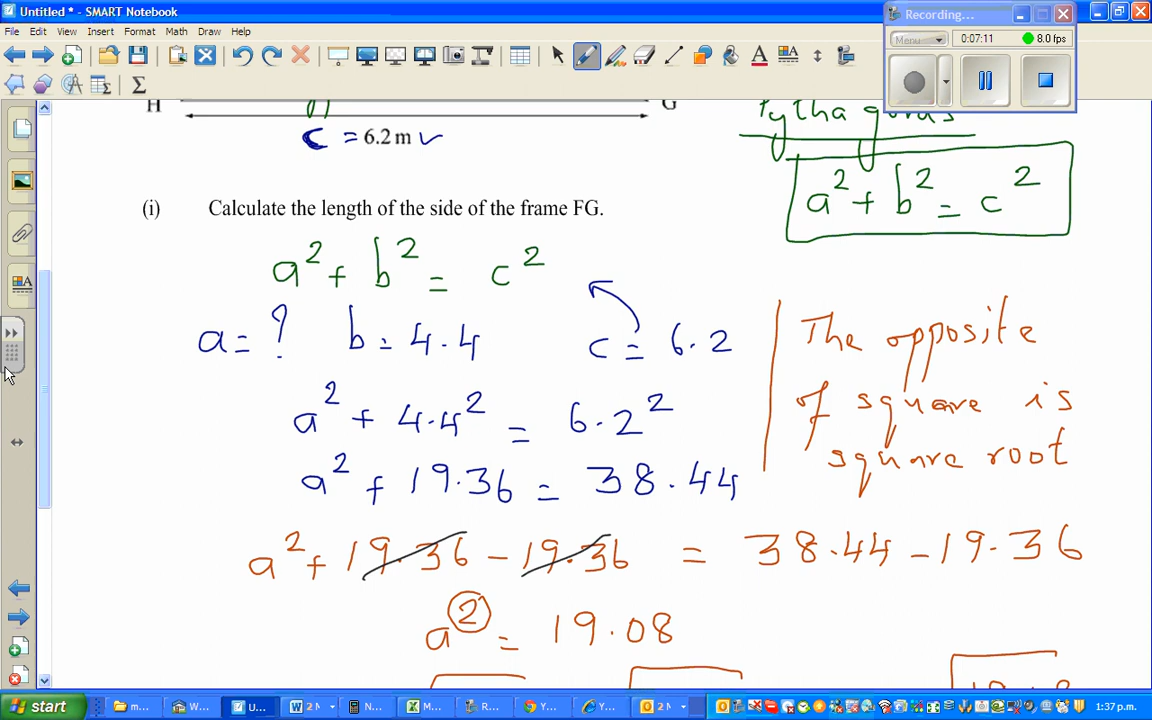 Untitled * - SMART Notebook
Recording...
File Edit View Insert Format Math Draw Help
Menu
0:07:11
8.0 fps
H
G
C = 6.2 m
Pythagoras
a² + b² = c²
(i) Calculate the length of the side of the frame FG.
a² + b² = c²
a = ? b = 4.4 c = 6.2
The opposite
of square is
square root
a² + 4.4² = 6.2²
a² + 19.36 = 38.44
a² + 19.36 - 19.36 = 38.44 - 19.36
a² = 19.08
start
m...
W...
U...
2 N
N...
M...
R...
Y...
Y...
2 N
1:37 p.m.